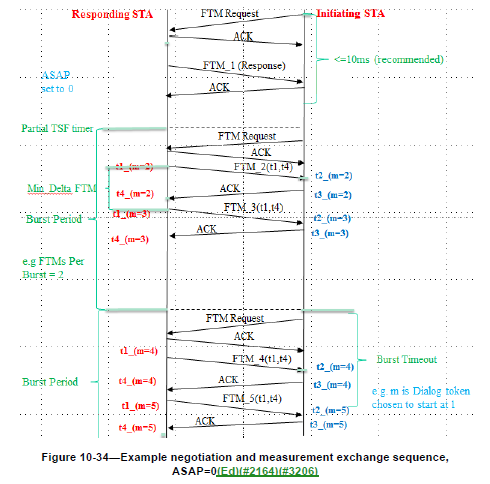 Responding STA
FTM Request
Initiating STA
ACK
FTM_1 (Response)
<=10ms (recommended)
ASAP
set to 0
ACK
Partial TSF timer
FTM Request
ACK
t1_(m=2)
FTM_2(t1,t4)
t2_(m=2)
Min_Delta FTM
t4_(m=2)
ACK
t3_(m=2)
t1_(m=3)
FTM_3(t1,t4)
t2_(m=3)
Burst Period
ACK
t4_(m=3)
t3_(m=3)
e.g FTMs Per
Burst = 2
FTM Request
ACK
t1_(m=4)
FTM_4(t1,t4)
Burst Timeout
t2_(m=4)
Burst Period
t4_(m=4)
ACK
t3_(m=4)
e.g. m is Dialog token
chosen to start at 1
t1_(m=5)
FTM_5(t1,t4)
t2_(m=5)
ACK
t4_(m=5)
t3_(m=5)
Figure 10-34—Example negotiation and measurement exchange sequence,
ASAP=0(Ed)(#2164)(#3206)